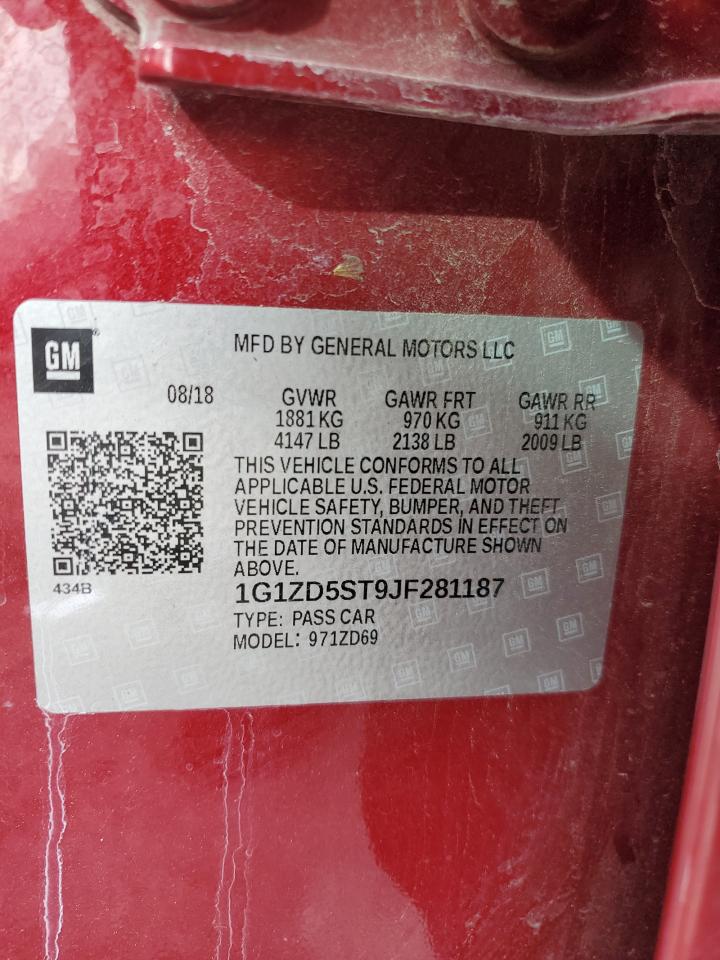 GM
MFD BY GENERAL MOTORS LLC
08/18 GVWR GAWR FRT GAWR RR
1881 KG 970 KG 911 KG
4147 LB 2138 LB 2009 LB
THIS VEHICLE CONFORMS TO ALL
APPLICABLE U.S. FEDERAL MOTOR
VEHICLE SAFETY, BUMPER, AND THEFT
PREVENTION STANDARDS IN EFFECT ON
THE DATE OF MANUFACTURE SHOWN
ABOVE.
434B
1G1ZD5ST9JF281187
TYPE: PASS CAR
MODEL: 971ZD69